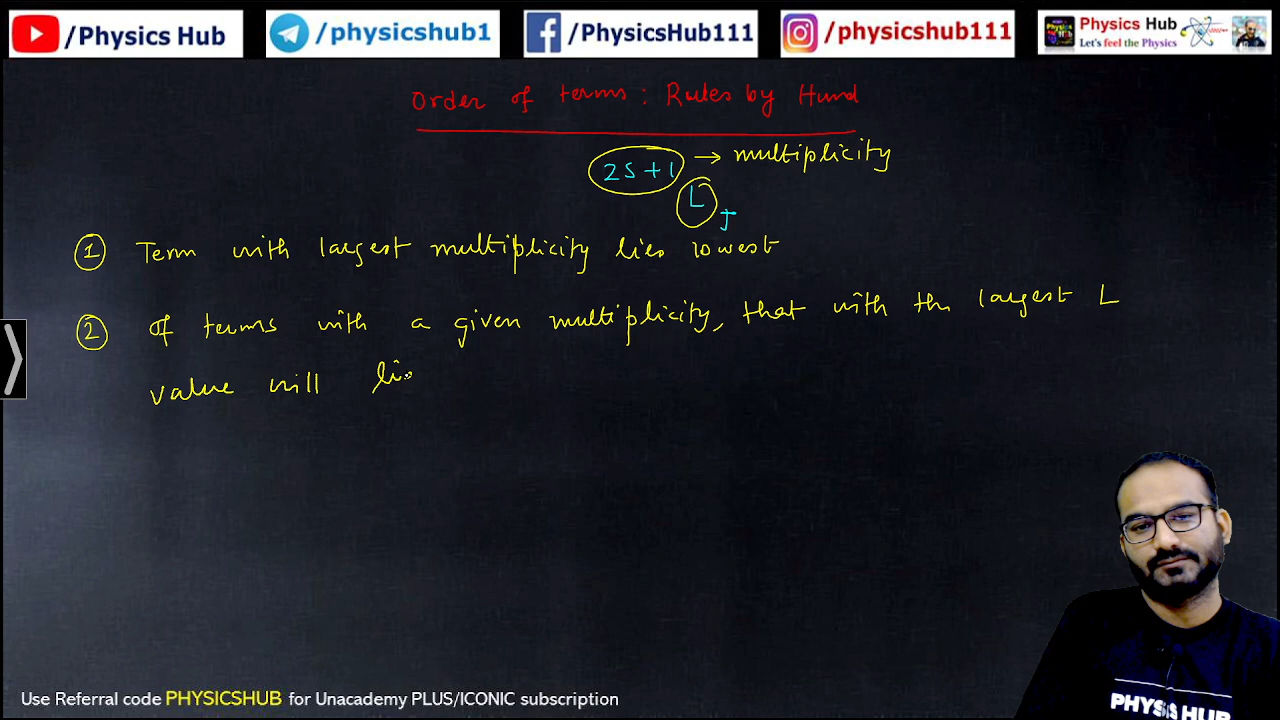 /Physics Hub
/physicshub1
/PhysicsHub111
/physicshub111
Physics Hub
Let's feel the Physics
Order of terms: Rules by Hund
2S+1 → multiplicity
L
J
① Term with largest multiplicity lies lowest
② Of terms with a given multiplicity, that with th largest L
value will lie
PHYSICS HUB
Use Referral code PHYSICSHUB for Unacademy PLUS/ICONIC subscription